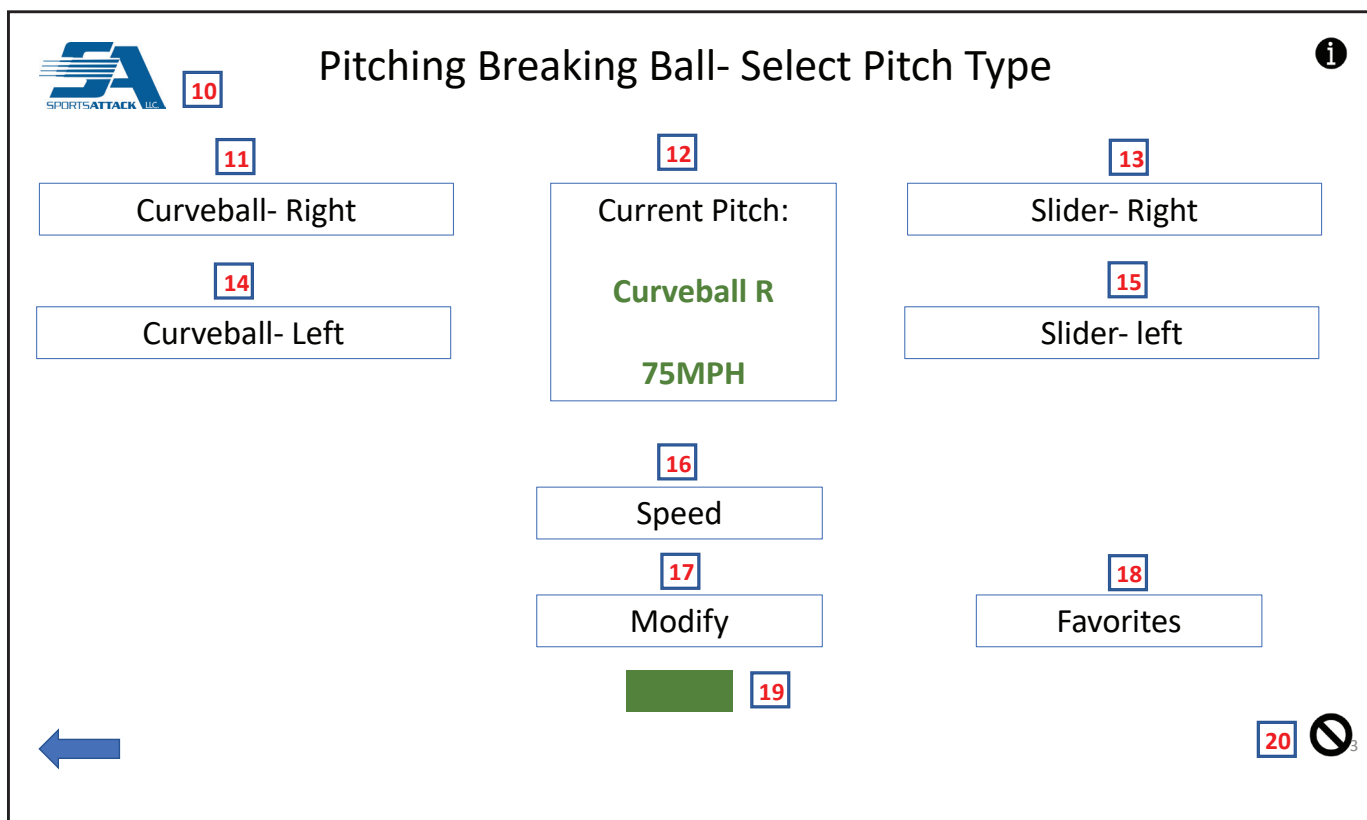 SPORTSATTACK LLC.
10
Pitching Breaking Ball- Select Pitch Type
i
11
12
13
Curveball- Right
Current Pitch:
Slider- Right
14
Curveball R
15
Curveball- Left
Slider- left
75MPH
16
Speed
17
18
Modify
Favorites
19
20
3